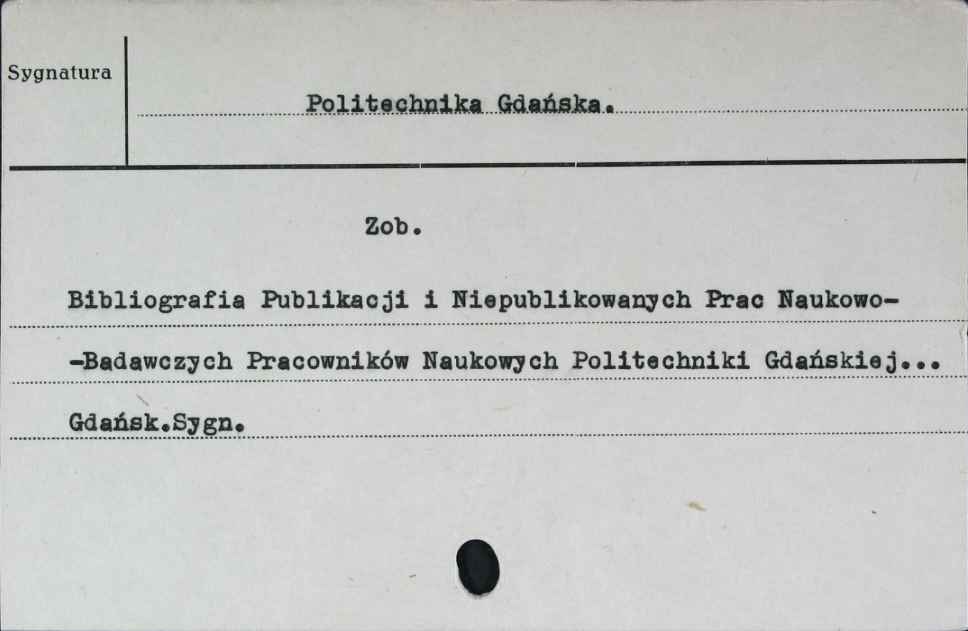 Sygnatura
Politechnika Gdańska.
Zob.
Bibliografia Publikacji i Niepublikowanych Prac Naukowo-
-Badawczych Pracowników Naukowych Politechniki Gdańskiej...
Gdańsk.Sygn.